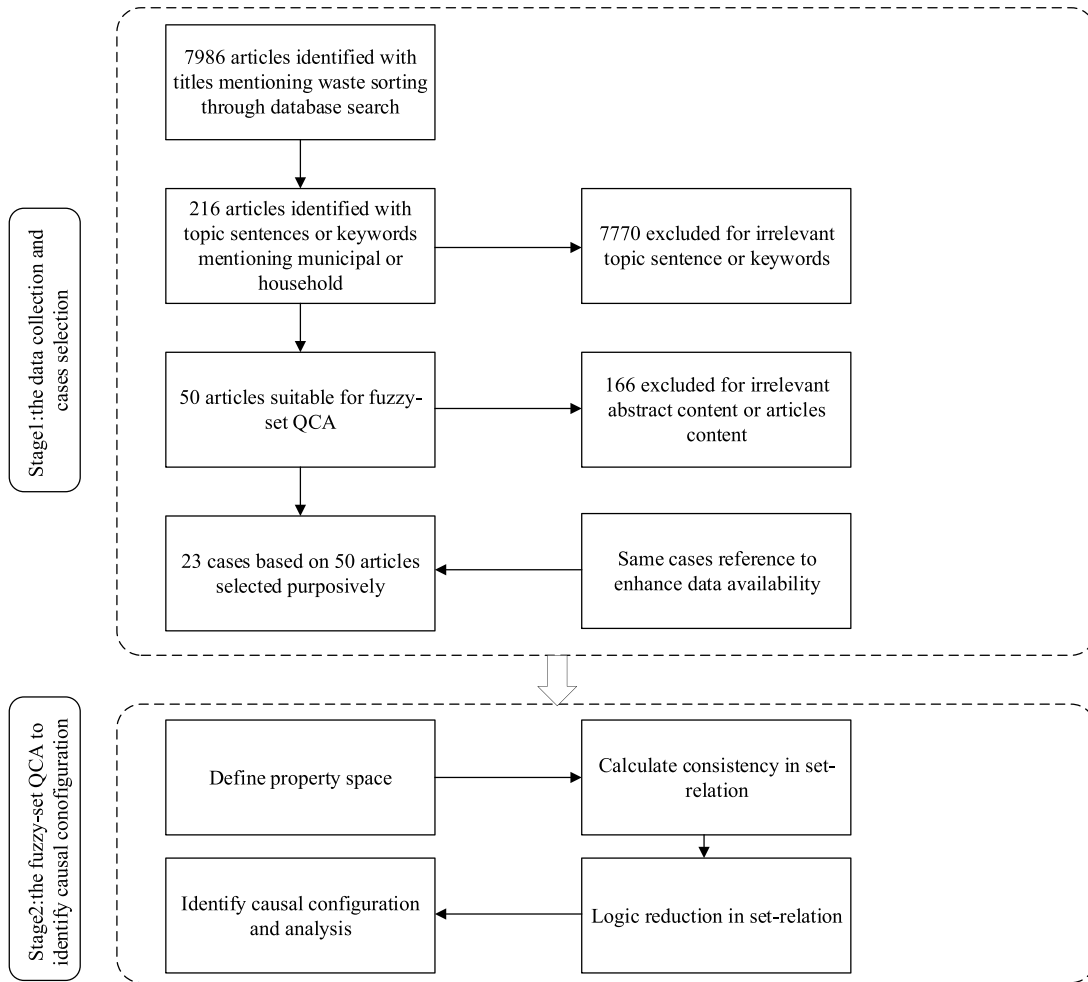 Stage1:the data collection and
cases selection
7986 articles identified with
titles mentioning waste sorting
through database search
216 articles identified with
topic sentences or keywords
mentioning municipal or
household
7770 excluded for irrelevant
topic sentence or keywords
50 articles suitable for fuzzy-
set QCA
166 excluded for irrelevant
abstract content or articles
content
23 cases based on 50 articles
selected purposively
Same cases reference to
enhance data availability
Stage2:the fuzzy-set QCA to
identify causal conofiguration
Define property space
Calculate consistency in set-
relation
Identify causal configuration
and analysis
Logic reduction in set-relation